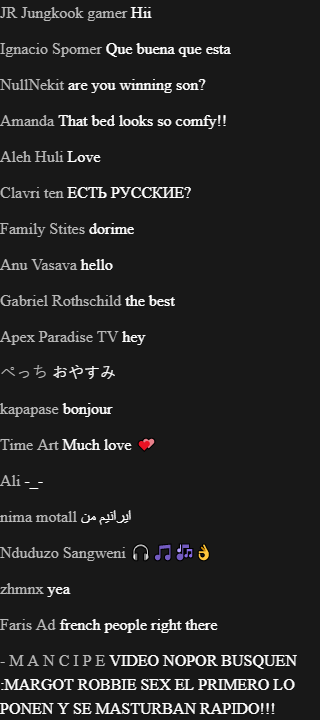 JR Jungkook gamer Hii
Ignacio Spomer Que buena que esta
NullNekit are you winning son?
Amanda That bed looks so comfy!!
Aleh Huli Love
Clavri ten ЕСТЬ РУССКИЕ?
Family Stites dorime
Anu Vasava hello
Gabriel Rothschild the best
Apex Paradise TV hey
ぺっち おやすみ
kapapase bonjour
Time Art Much love 💕
Ali -_-
nima motall ایرانیم من
Nduduzo Sangweni 🎧🎵🎶👌
zhmnx yea
Faris Ad french people right there
- M A N C I P E VIDEO NOPOR BUSQUEN
:MARGOT ROBBIE SEX EL PRIMERO LO
PONEN Y SE MASTURBAN RAPIDO!!!